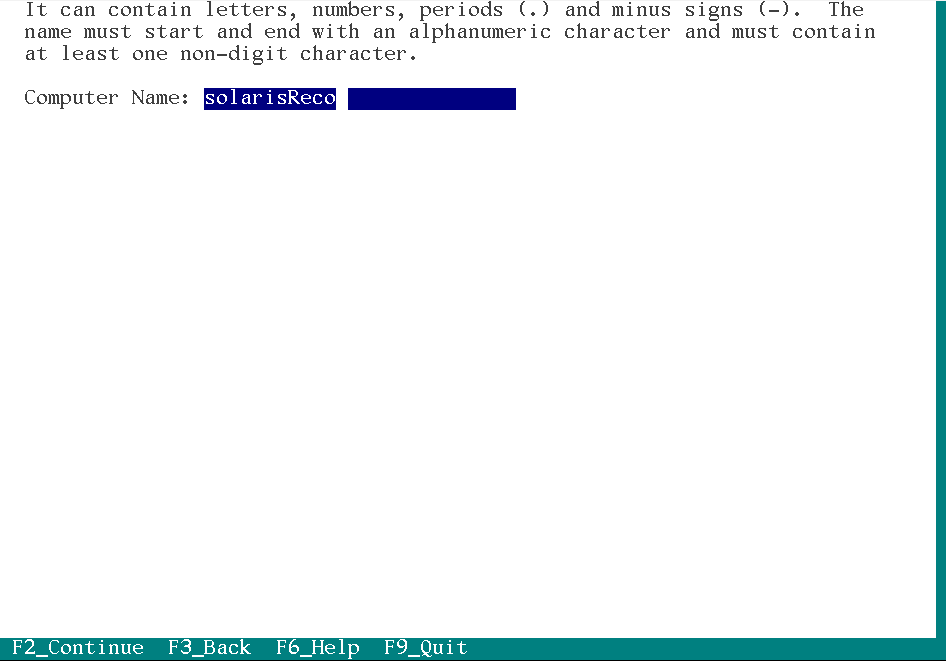 It can contain letters, numbers, periods (.) and minus signs (-).  The
name must start and end with an alphanumeric character and must contain
at least one non-digit character.
Computer Name: solarisReco
F2_Continue  F3_Back  F6_Help  F9_Quit